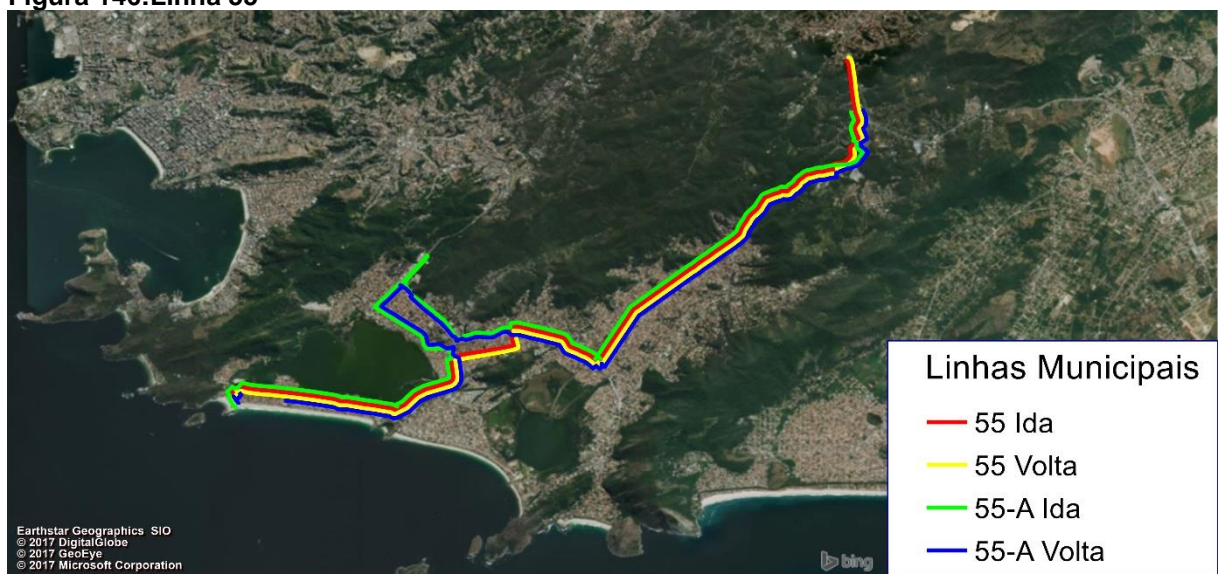 Linhas Municipais
55 Ida
55 Volta
55-A Ida
55-A Volta
Earthstar Geographics SIO
© 2017 DigitalGlobe
© 2017 GeoEye
© 2017 Microsoft Corporation
bing